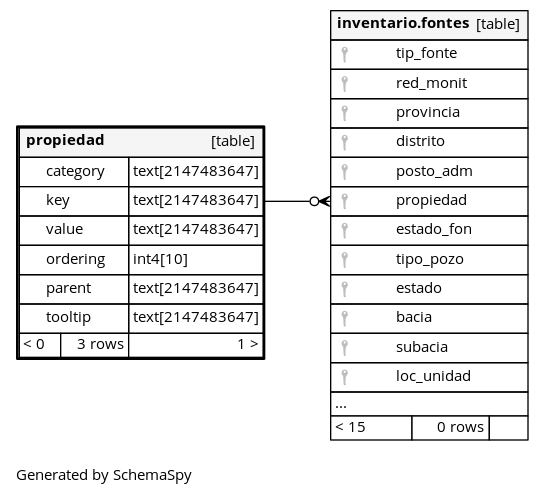 propiedad [table]
category text[2147483647]
key text[2147483647]
value text[2147483647]
ordering int4[10]
parent text[2147483647]
tooltip text[2147483647]
< 0 3 rows 1 >
inventario.fontes [table]
tip_fonte
red_monit
provincia
distrito
posto_adm
propiedad
estado_fon
tipo_pozo
estado
bacia
subacia
loc_unidad
...
< 15 0 rows
Generated by SchemaSpy